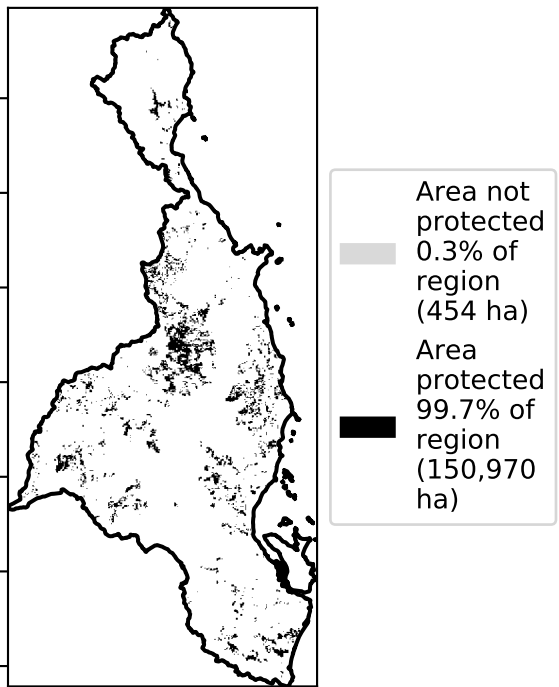 Area not
protected
0.3% of
region
(454 ha)
Area
protected
99.7% of
region
(150,970
ha)